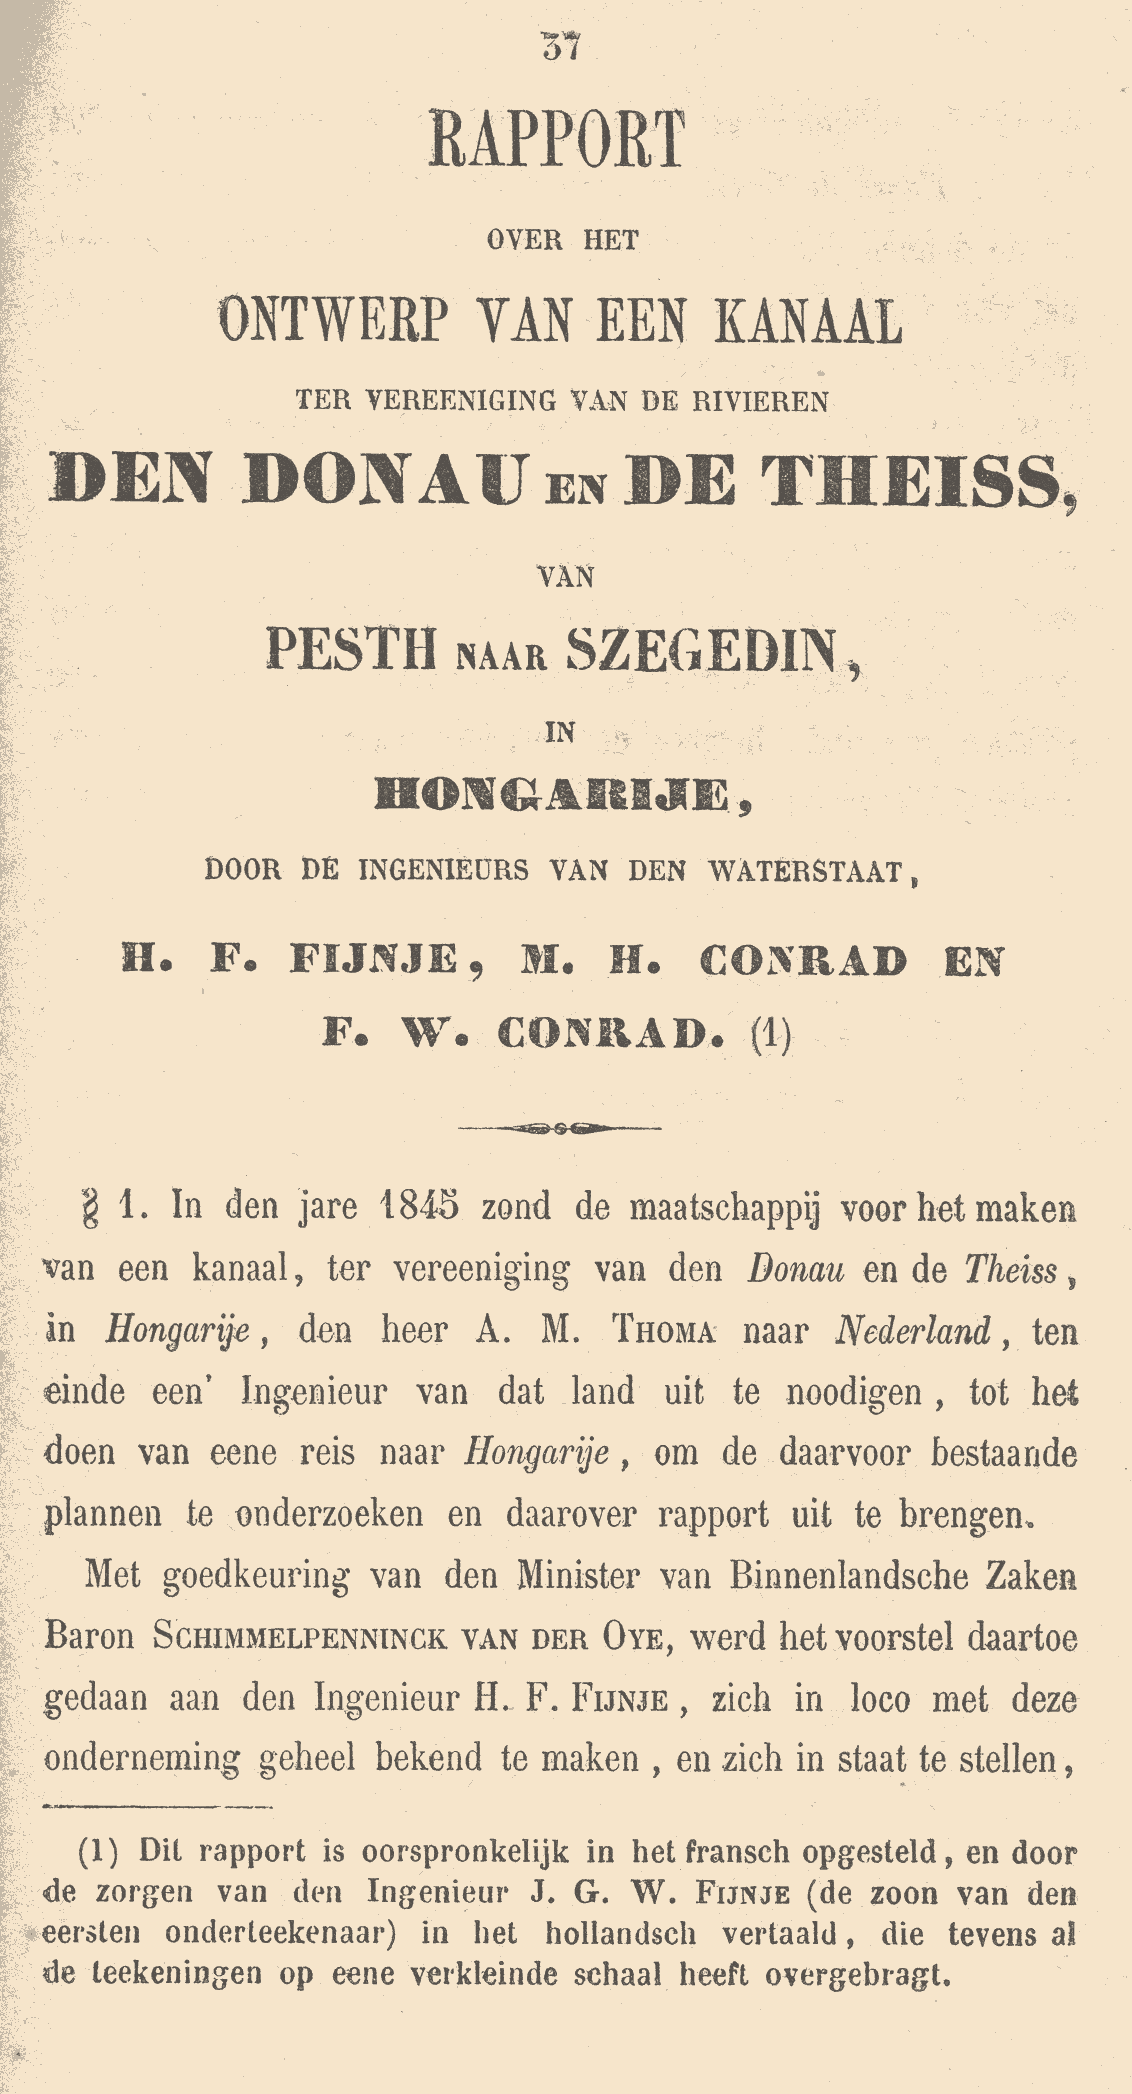 37
RAPPORT
OVER HET
ONTWERP VAN EEN KANAAL
TER VEREENIGING VAN DE RIVIEREN
DEN DONAU EN DE THEISS,
VAN
PESTH NAAR SZEGEDIN,
IN
HONGARIJE,
DOOR DE INGENIEURS VAN DEN WATERSTAAT,
H. F. FIJNJE, M. H. CONRAD EN
F. W. CONRAD. (1)
§ 1. In den jare 1845 zond de maatschappij voor het maken
van een kanaal, ter vereeniging van den Donau en de Theiss,
in Hongarije, den heer A. M. THOMA naar Nederland, ten
einde een' Ingenieur van dat land uit te noodigen, tot het
doen van eene reis naar Hongarije, om de daarvoor bestaande
plannen te onderzoeken en daarover rapport uit te brengen.
Met goedkeuring van den Minister van Binnenlandsche Zaken
Baron SCHIMMELPENNINCK VAN DER OYE, werd het voorstel daartoe
gedaan aan den Ingenieur H. F. FIJNJE, zich in loco met deze
onderneming geheel bekend te maken, en zich in staat te stellen,
(1) Dit rapport is oorspronkelijk in het fransch opgesteld, en door
de zorgen van den Ingenieur J. G. W. FIJNJE (de zoon van den
eersten onderteekenaar) in het hollandsch vertaald, die tevens al
de teekeningen op eene verkleinde schaal heeft overgebragt.